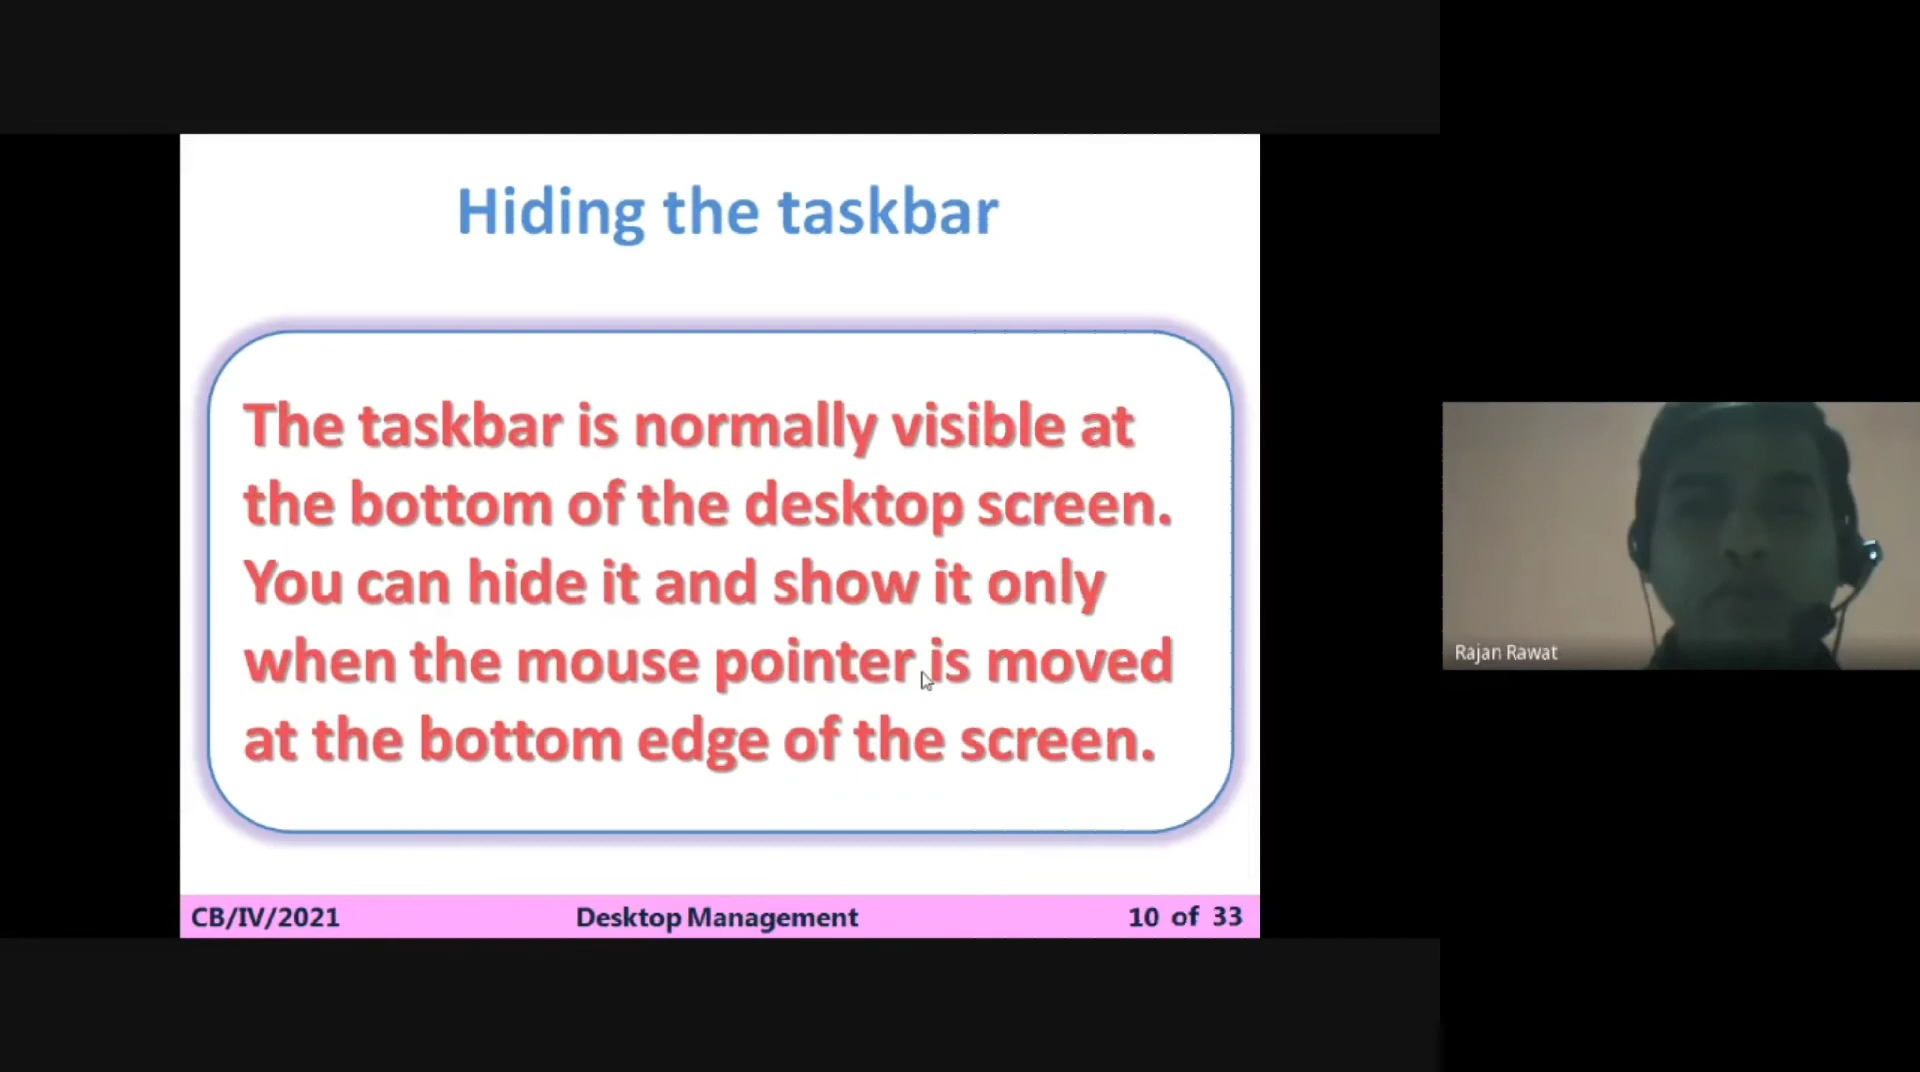 Hiding the taskbar
The taskbar is normally visible at
the bottom of the desktop screen.
You can hide it and show it only
when the mouse pointer is moved
at the bottom edge of the screen.
CB/IV/2021 Desktop Management 10 of 33
Rajan Rawat